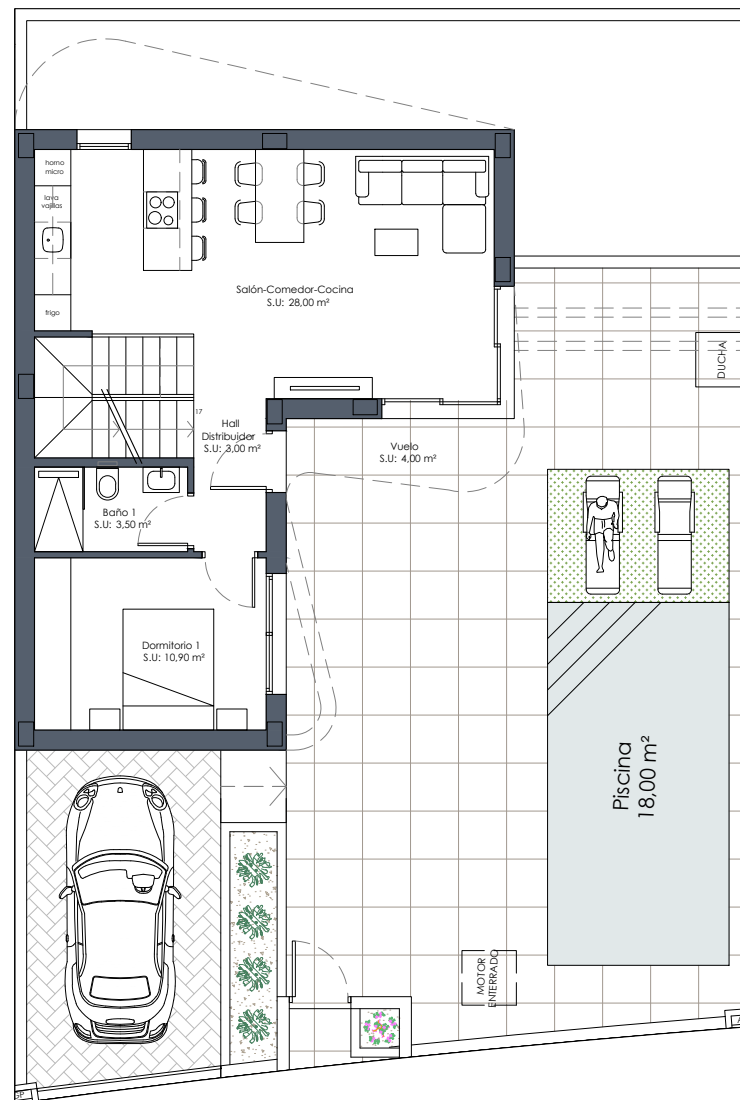 horno
micro
lava
vajillas
frigo
Salón-Comedor-Cocina
S.U: 28,00 m²
DUCHA
17
Hall
Distribuidor
S.U: 3,00 m²
Vuelo
S.U: 4,00 m²
Baño 1
S.U: 3,50 m²
Dormitorio 1
S.U: 10,90 m²
Piscina
18,00 m²
MOTOR
ENTERRADO